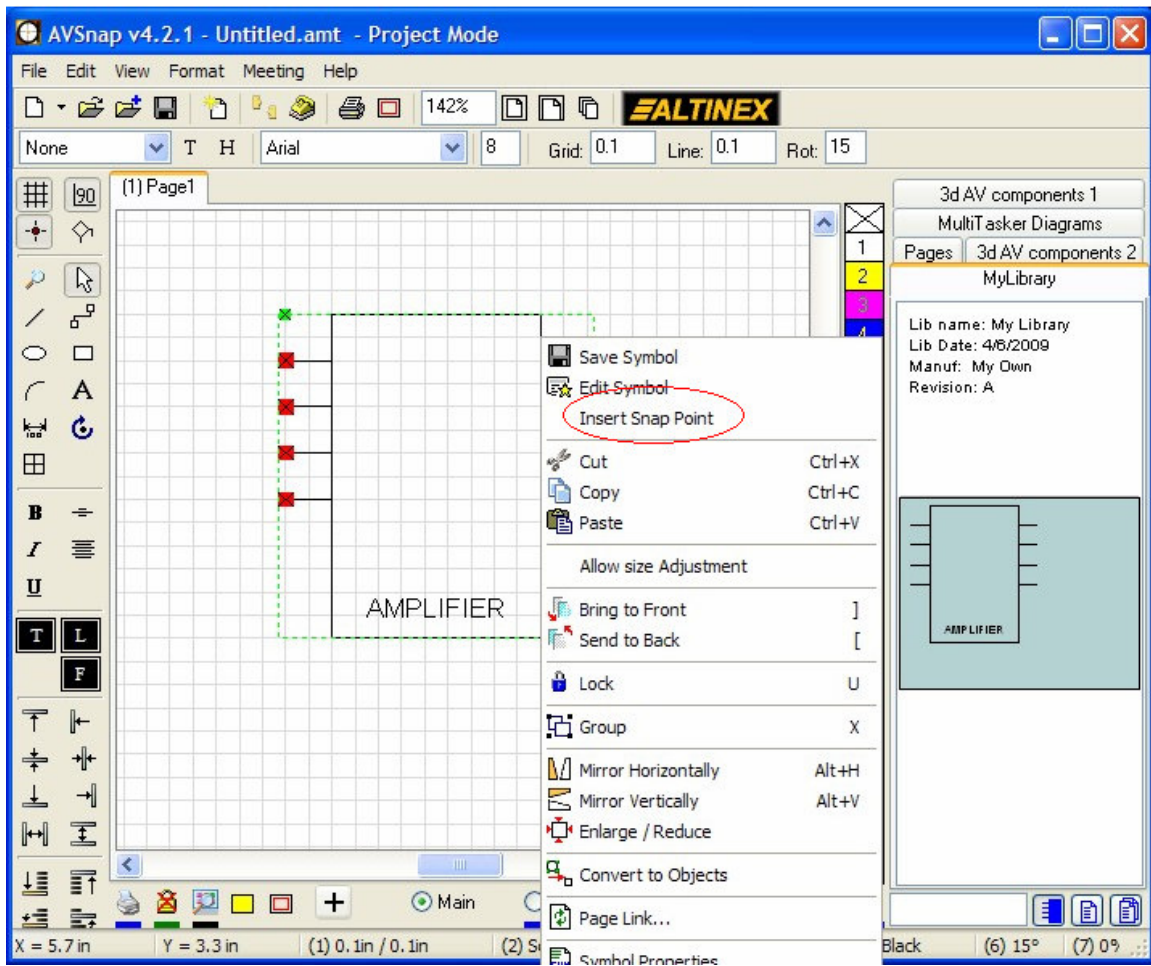 AVSnap v4.2.1 - Untitled.amt - Project Mode
File Edit View Format Meeting Help
142% ALTINEX
None T H Arial 8 Grid: 0.1 Line: 0.1 Rot: 15
90 (1) Page1
3d AV components 1
MultiTasker Diagrams
Pages 3d AV components 2
MyLibrary
1
2
3
4
Lib name: My Library
Lib Date: 4/6/2009
Manuf: My Own
Revision: A
A
100
B
I
U
T L
F
AMPLIFIER
Save Symbol
Edit Symbol
Insert Snap Point
Cut Ctrl+X
Copy Ctrl+C
Paste Ctrl+V
Allow size Adjustment
Bring to Front ]
Send to Back [
Lock U
Group X
Mirror Horizontally Alt+H
Mirror Vertically Alt+V
Enlarge / Reduce
Convert to Objects
Page Link...
Symbol Properties
AMPLIFIER
Main
X = 5.7 in Y = 3.3 in (1) 0.1in / 0.1in (2) Black (6) 15° (7) 0°